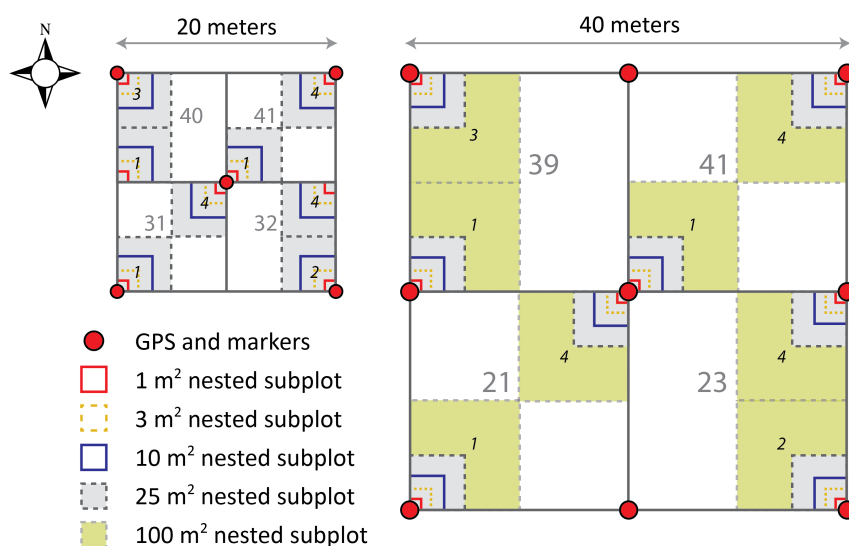 N
20 meters
40 meters
3
40
41
4
1
1
4
4
31
32
1
2
3
39
41
4
1
1
4
4
21
23
1
2
GPS and markers
1 m² nested subplot
3 m² nested subplot
10 m² nested subplot
25 m² nested subplot
100 m² nested subplot